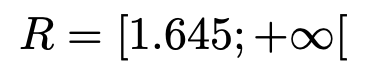 R = [1.645; +∞[